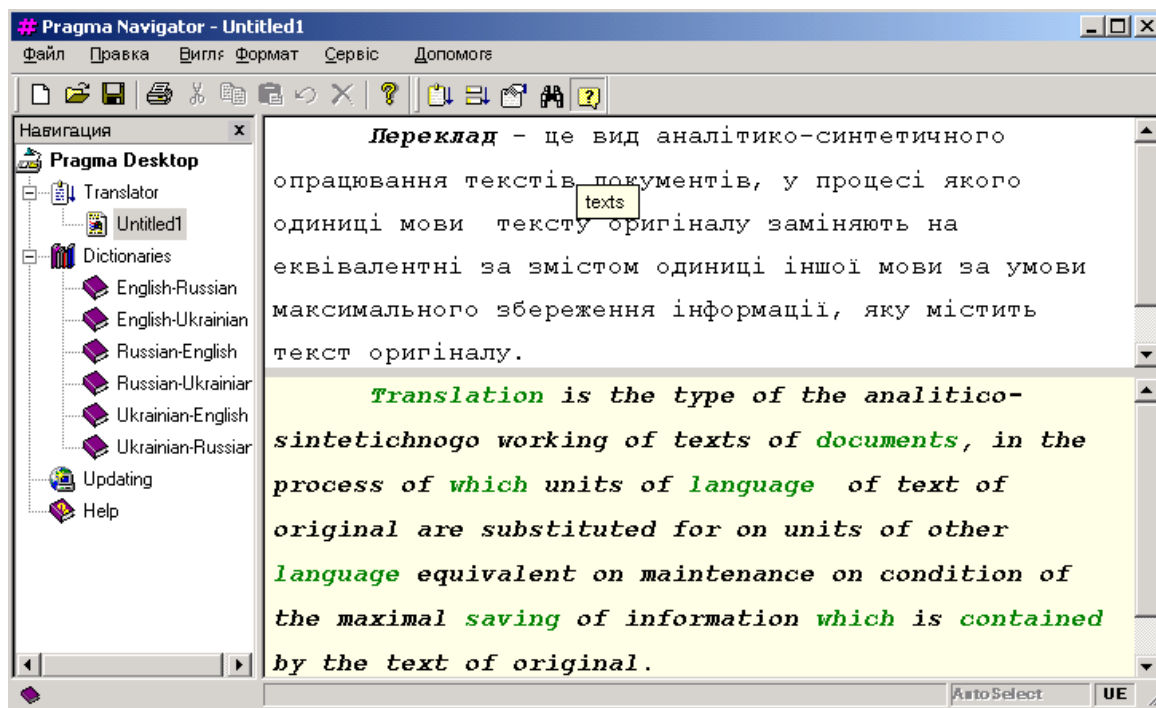 # Pragma Navigator - Untitled1
Файл Правка Вигля Формат Сервіс Допомога
Навигация x
Pragma Desktop
Translator
Untitled1
Dictionaries
English-Russian
English-Ukrainian
Russian-English
Russian-Ukrainian
Ukrainian-English
Ukrainian-Russian
Updating
Help
Переклад - це вид аналітико-синтетичного
опрацювання текстів документів, у процесі якого
texts
одиниці мови тексту оригіналу заміняють на
еквівалентні за змістом одиниці іншої мови за умови
максимального збереження інформації, яку містить
текст оригіналу.
Translation is the type of the analitico-
sintetichnogo working of texts of documents, in the
process of which units of language of text of
original are substituted for on units of other
language equivalent on maintenance on condition of
the maximal saving of information which is contained
by the text of original.
AutoSelect UE